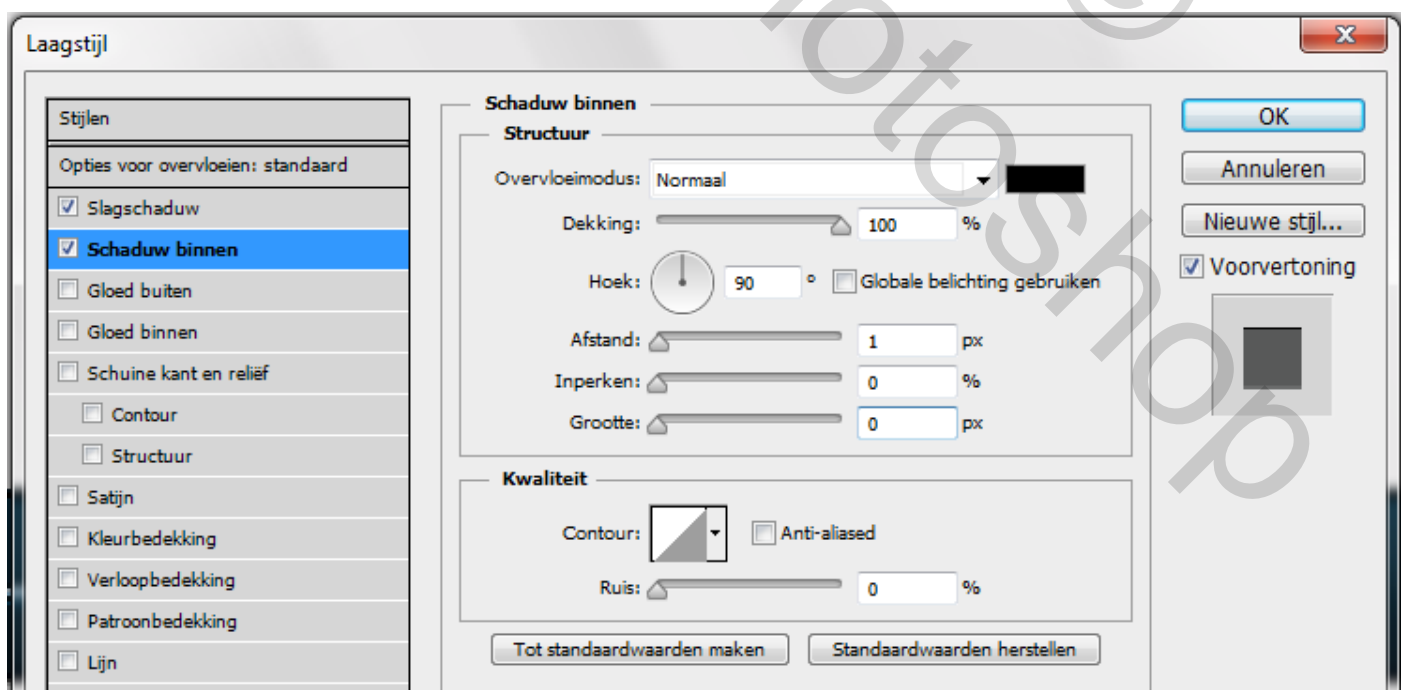 Laagstijl
Stijlen
Opties voor overvloeien: standaard
Slagschaduw
Schaduw binnen
Gloed buiten
Gloed binnen
Schuine kant en reliëf
Contour
Structuur
Satijn
Kleurbedekking
Verloopbedekking
Patroonbedekking
Lijn
Schaduw binnen
Structuur
Overvloeimodus: Normaal
Dekking: 100 %
Hoek: 90 ° Globale belichting gebruiken
Afstand: 1 px
Inperken: 0 %
Grootte: 0 px
Kwaliteit
Contour: Anti-aliased
Ruis: 0 %
Tot standaardwaarden maken Standaardwaarden herstellen
OK
Annuleren
Nieuwe stijl...
Voorvertoning